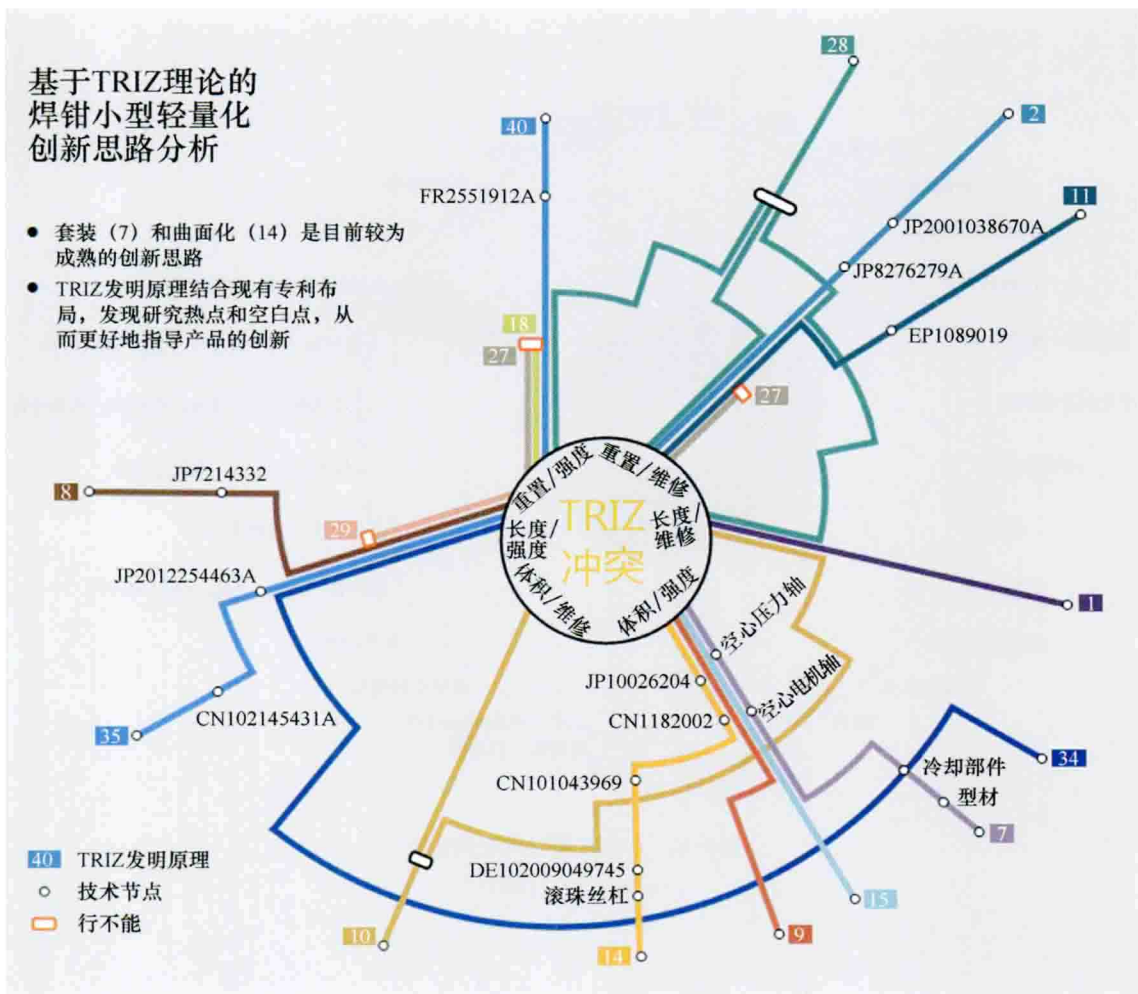 基于TRIZ理论的
焊钳小型轻量化
创新思路分析
● 套装（7）和曲面化（14）是目前较为
成熟的创新思路
● TRIZ发明原理结合现有专利布
局，发现研究热点和空白点，从
而更好地指导产品的创新
28
2
40
11
FR2551912A
JP2001038670A
JP8276279A
18
EP1089019
27
27
重置/强度
重置/维修
JP7214332
8
TRIZ
冲突
长度/
强度
长度/
维修
29
体积/维修
体积/强度
JP2012254463A
1
空心压力轴
JP10026204
空心电机轴
CN1182002
CN102145431A
35
34
CN101043969
冷却部件
型材
7
40 TRIZ发明原理
技术节点
行不能
DE102009049745
滚珠丝杠
15
10
9
14